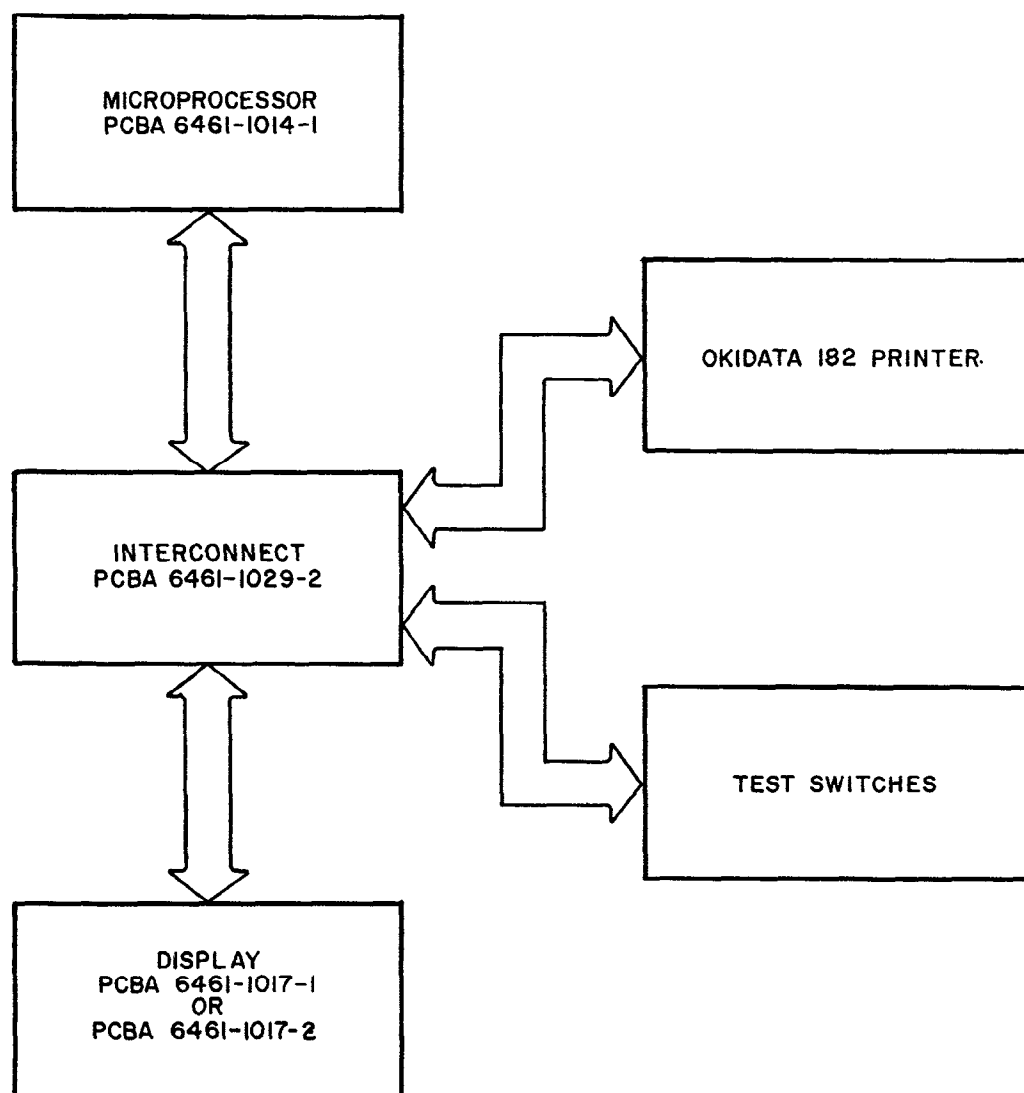 MICROPROCESSOR
PCBA 6461-1014-1
OKIDATA 182 PRINTER.
INTERCONNECT
PCBA 6461-1029-2
TEST SWITCHES
DISPLAY
PCBA 6461-1017-1
OR
PCBA 6461-1017-2